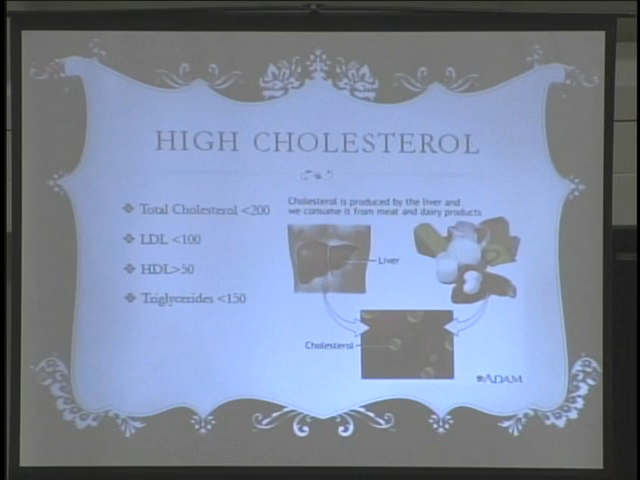 HIGH CHOLESTEROL
Total Cholesterol <200
LDL <100
HDL>50
Triglycerides <150
Cholesterol is produced by the liver and
we consume it from meat and dairy products
Liver
Cholesterol
ADAM